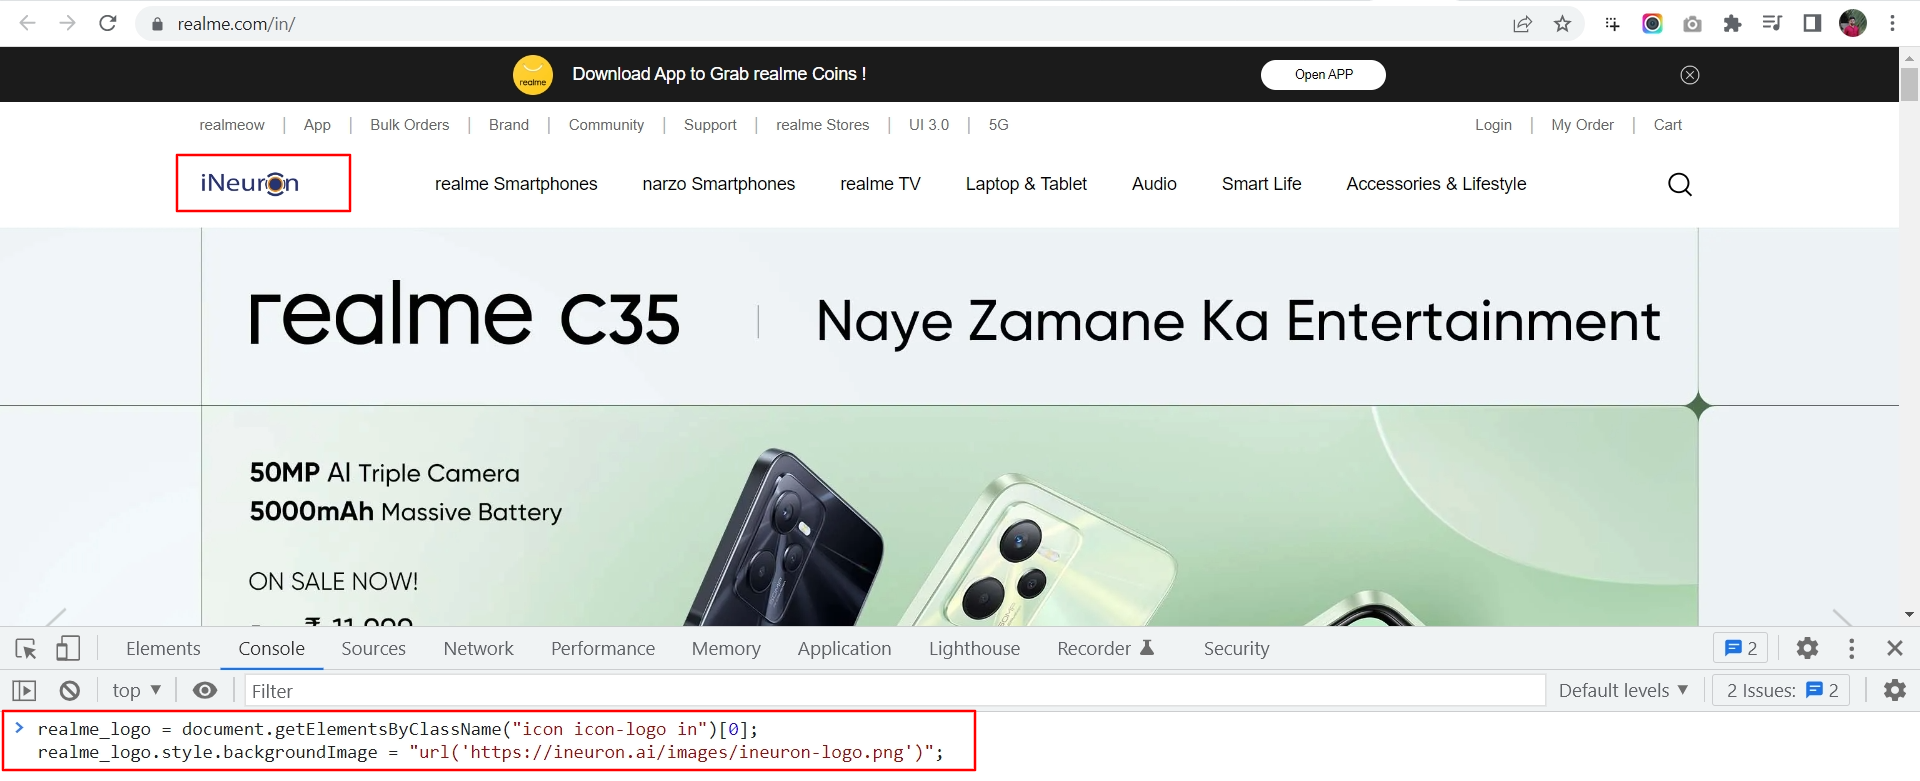 realme.com/in/
realme Download App to Grab realme Coins ! Open APP
realmeow | App | Bulk Orders | Brand | Community | Support | realme Stores | UI 3.0 | 5G Login | My Order | Cart
iNeuron realme Smartphones narzo Smartphones realme TV Laptop & Tablet Audio Smart Life Accessories & Lifestyle
realme C35 | Naye Zamane Ka Entertainment
50MP AI Triple Camera
5000mAh Massive Battery
ON SALE NOW!
Elements Console Sources Network Performance Memory Application Lighthouse Recorder Security 2
top Filter Default levels 2 Issues: 2
> realme_logo = document.getElementsByClassName("icon icon-logo in")[0];
realme_logo.style.backgroundImage = "url('https://ineuron.ai/images/ineuron-logo.png')";